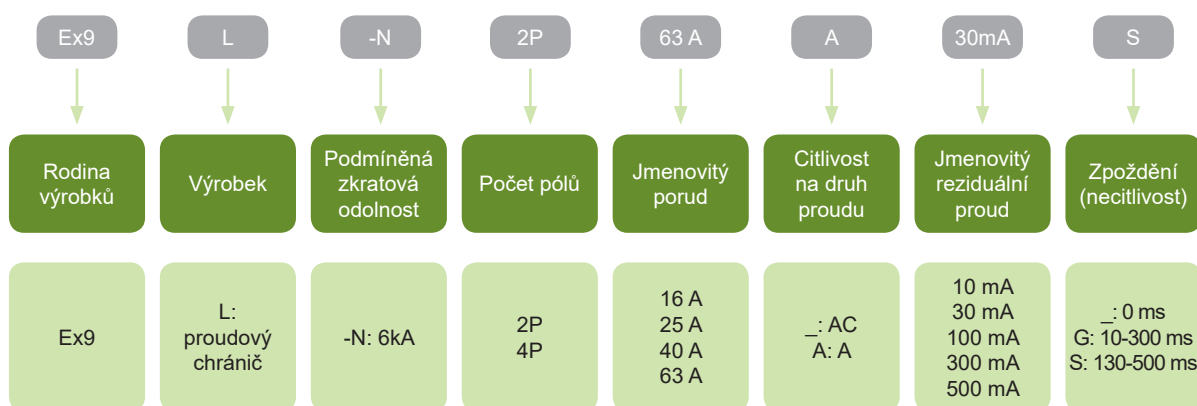 Ex9
L
-N
2P
63 A
A
30mA
S
Rodina
výrobků
Výrobek
Podmíněná
zkratová
odolnost
Počet pólů
Jmenovitý
porud
Citlivost
na druh
proudu
Jmenovitý
reziduální
proud
Zpoždění
(necitlivost)
Ex9
L:
proudový
chránič
-N: 6kA
2P
4P
16 A
25 A
40 A
63 A
_: AC
A: A
10 mA
30 mA
100 mA
300 mA
500 mA
_: 0 ms
G: 10-300 ms
S: 130-500 ms